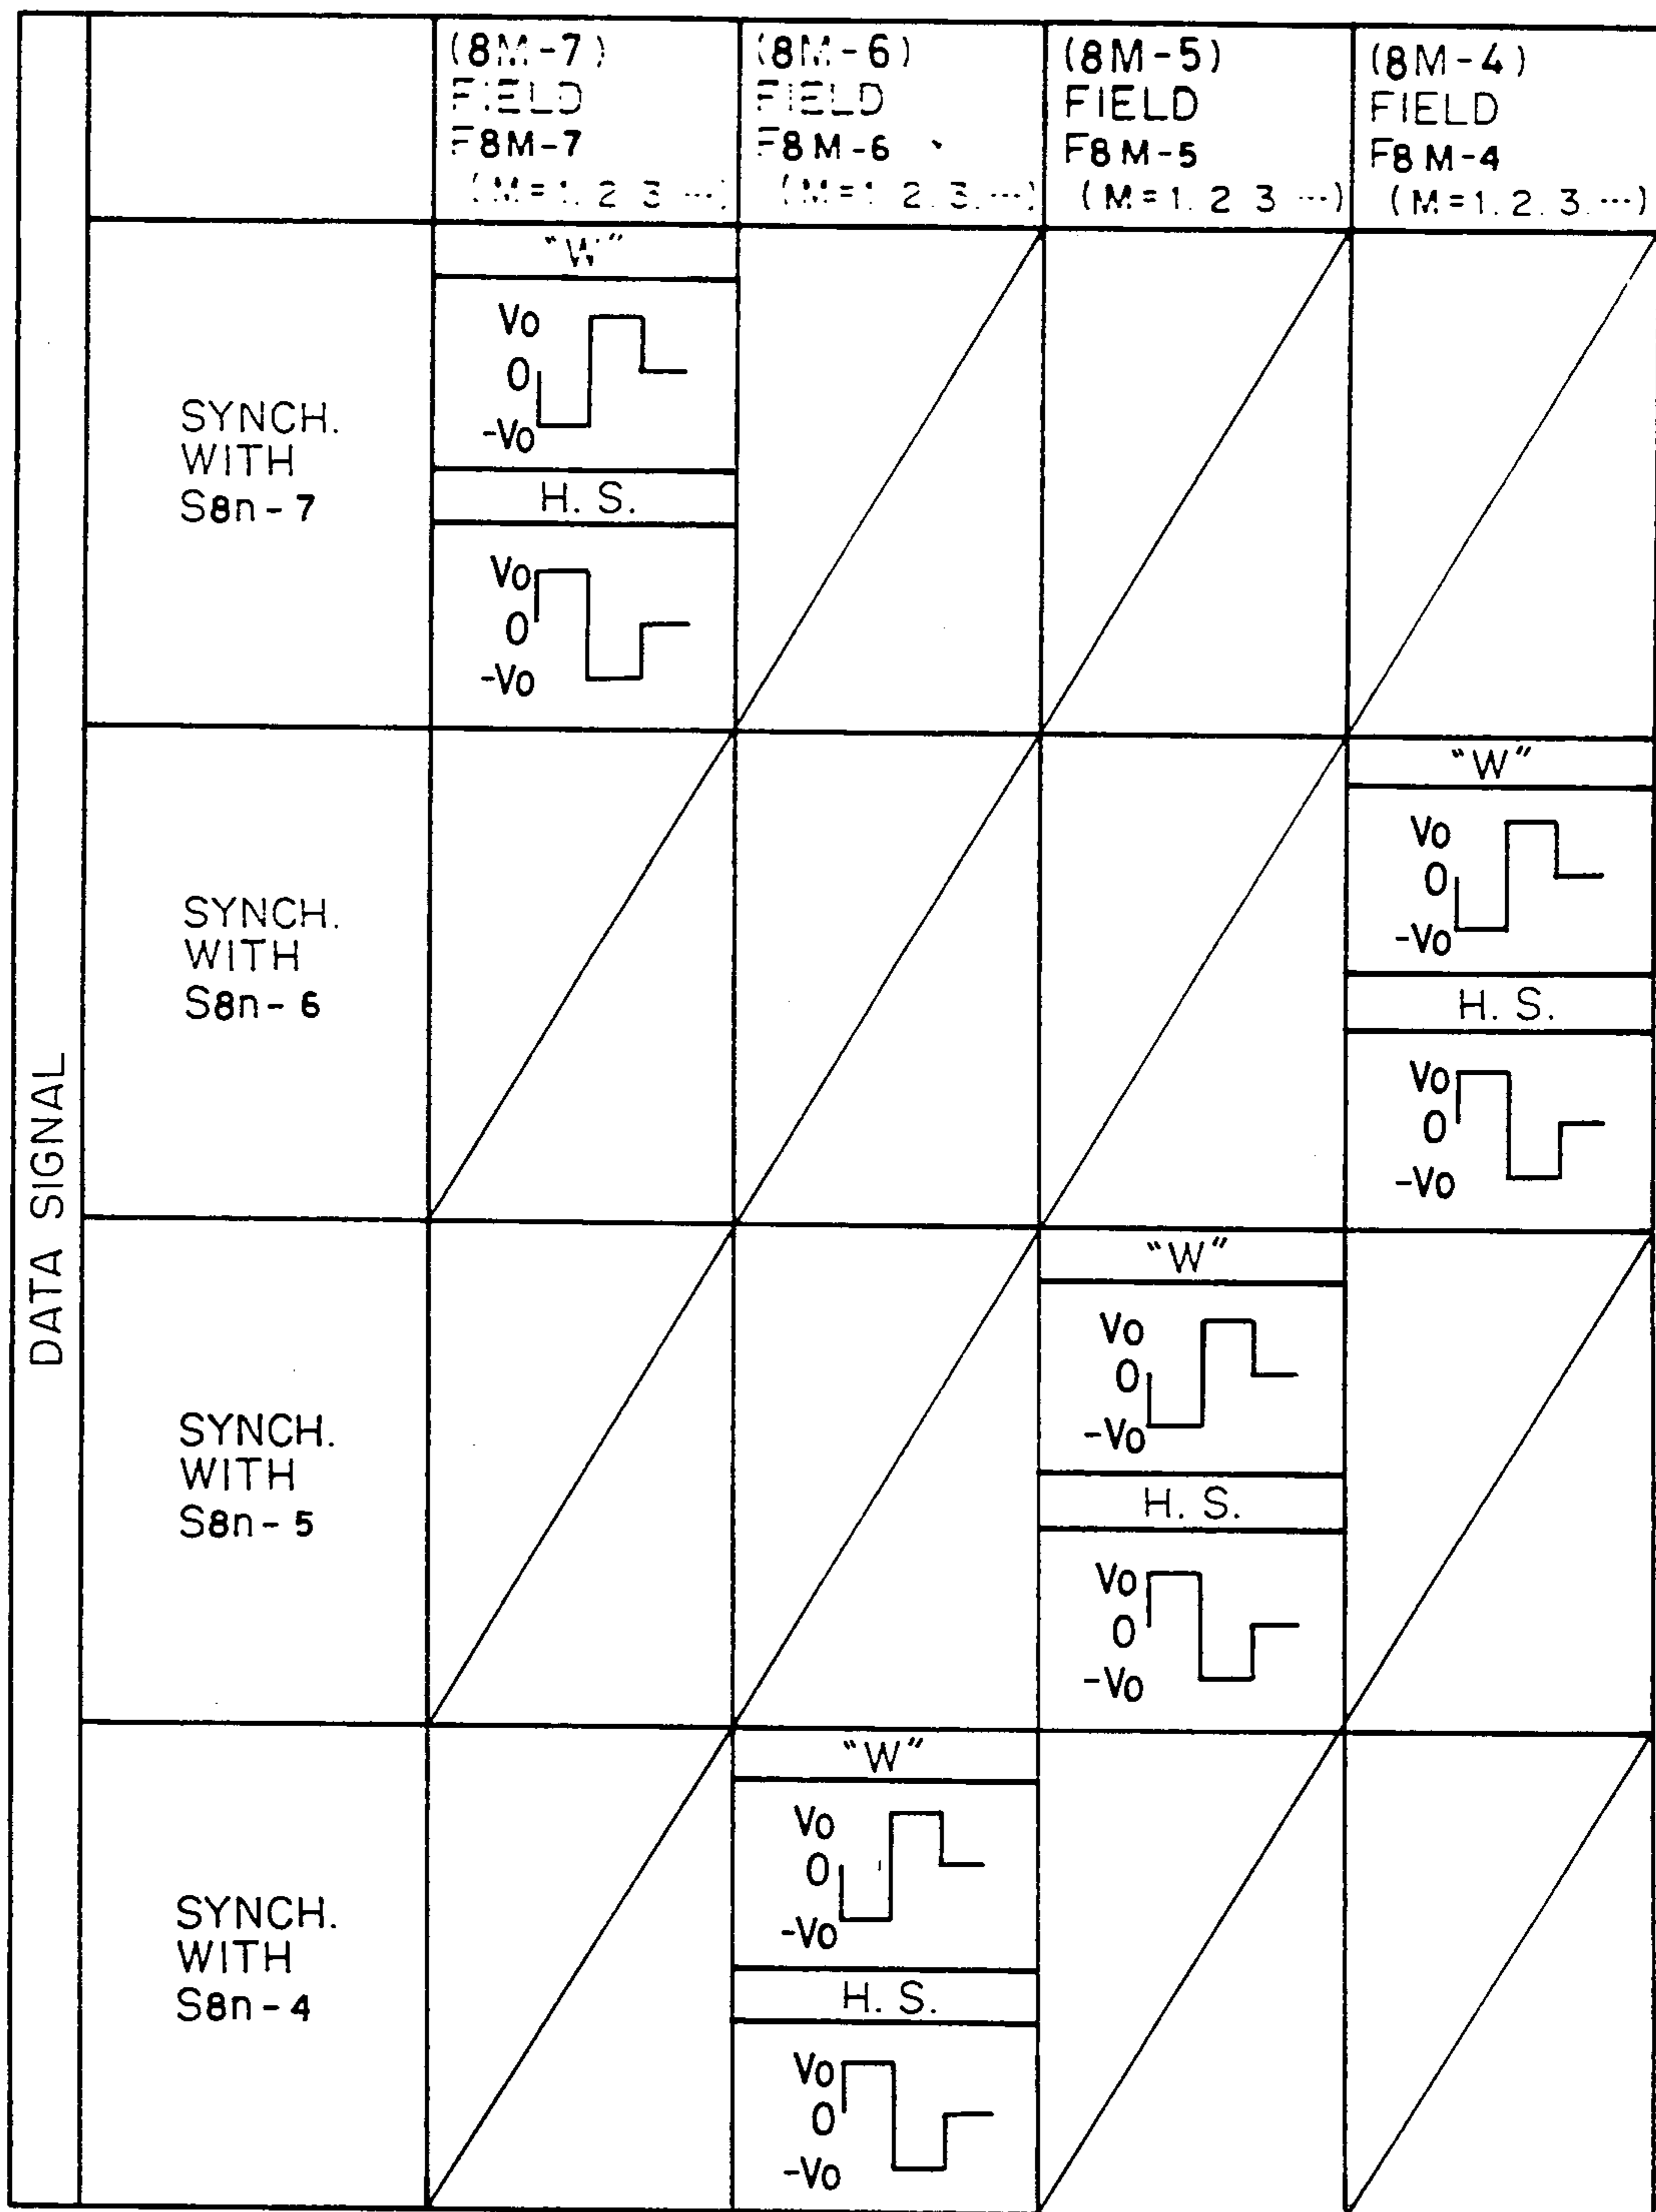 (8M-7)
FIELD
F8M-7
(M=1. 2 3 ...)
(8M-6)
FIELD
F8M-6
(M=1 2. 3. ...)
(8M-5)
FIELD
F8M-5
(M=1. 2 3 ...)
(8M-4)
FIELD
F8M-4
(M=1. 2. 3. ...)
DATA SIGNAL
SYNCH.
WITH
S8n-7
"W"
Vo
0
-Vo
H. S.
Vo
0
-Vo
SYNCH.
WITH
S8n-6
"W"
Vo
0
-Vo
H. S.
Vo
0
-Vo
SYNCH.
WITH
S8n-5
"W"
Vo
0
-Vo
H. S.
Vo
0
-Vo
SYNCH.
WITH
S8n-4
"W"
Vo
0
-Vo
H. S.
Vo
0
-Vo